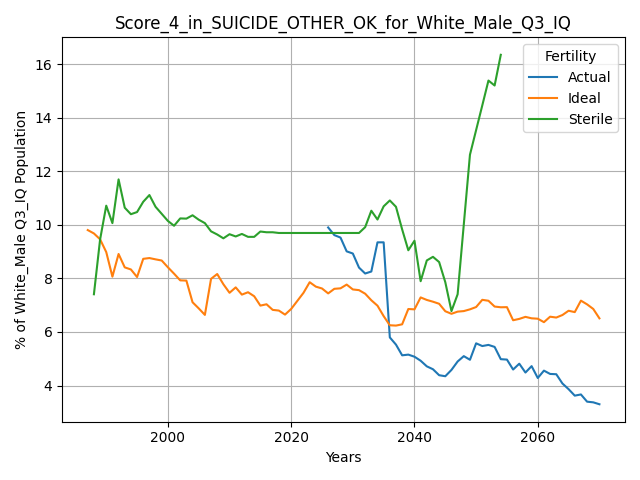 Score_4_in_SUICIDE_OTHER_OK_for_White_Male_Q3_IQ
% of White_Male Q3_IQ Population
16
14
12
10
8
6
4
Fertility
Actual
Ideal
Sterile
2000
2020
2040
2060
Years